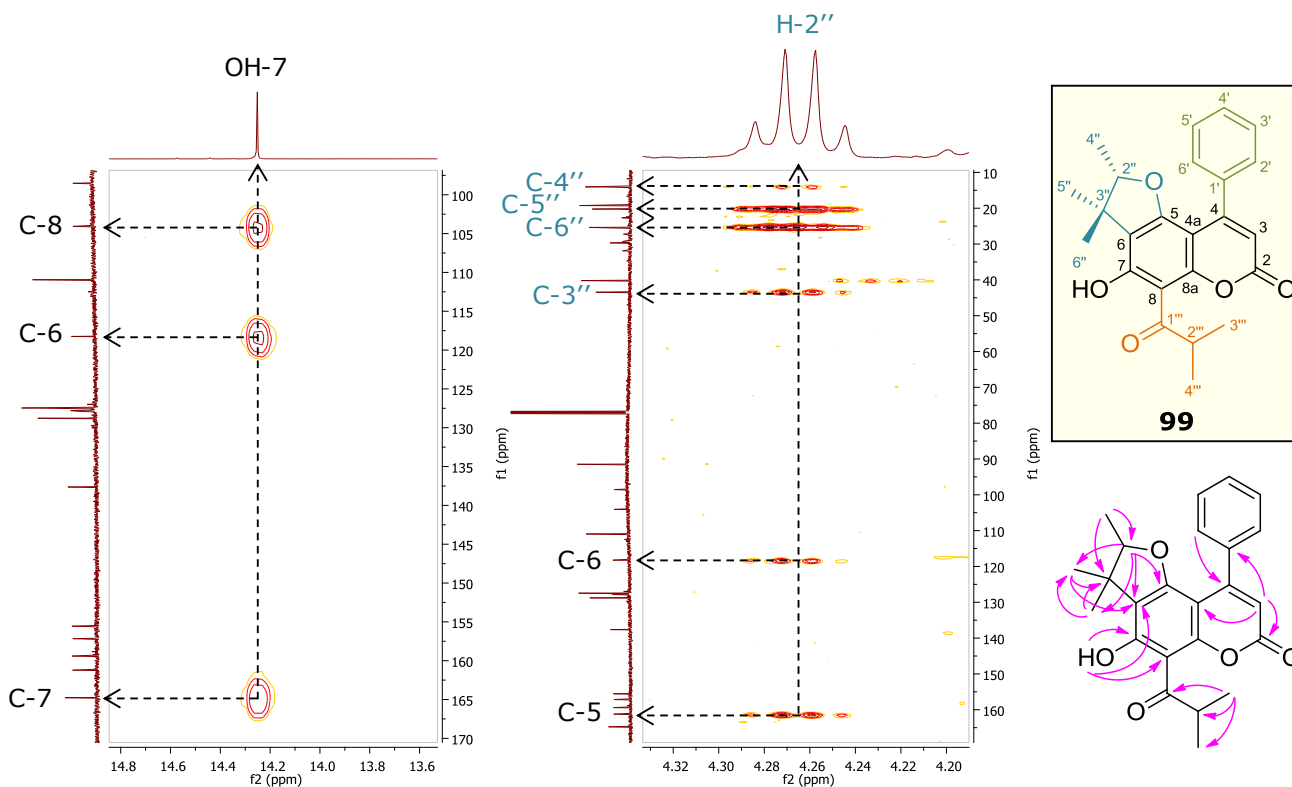 OH-7
C-8
C-6
C-7
100
105
110
115
120
125
130
135
140
145
150
155
160
165
170
f1 (ppm)
14.8 14.6 14.4 14.2 14.0 13.8 13.6
f2 (ppm)
H-2’’
C-4’’
C-5’’
C-6’’
C-3’’
C-6
C-5
10
20
30
40
50
60
70
80
90
100
110
120
130
140
150
160
f1 (ppm)
4.32 4.30 4.28 4.26 4.24 4.22 4.20
f2 (ppm)
4'
5' 3'
6' 2'
1'
4''
2''
O
5''
3''
5
4a
4
3
6
6''
7
8a
2
HO
8
O
O
1'''
2'''
3'''
O
4'''
99
O
HO
O
O
O